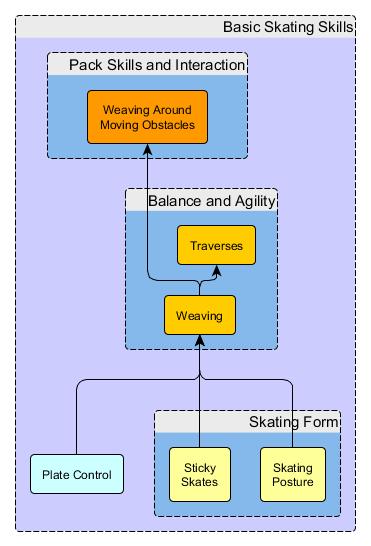 Basic Skating Skills
Pack Skills and Interaction
Weaving Around
Moving Obstacles
Balance and Agility
Traverses
Weaving
Skating Form
Plate Control
Sticky
Skates
Skating
Posture